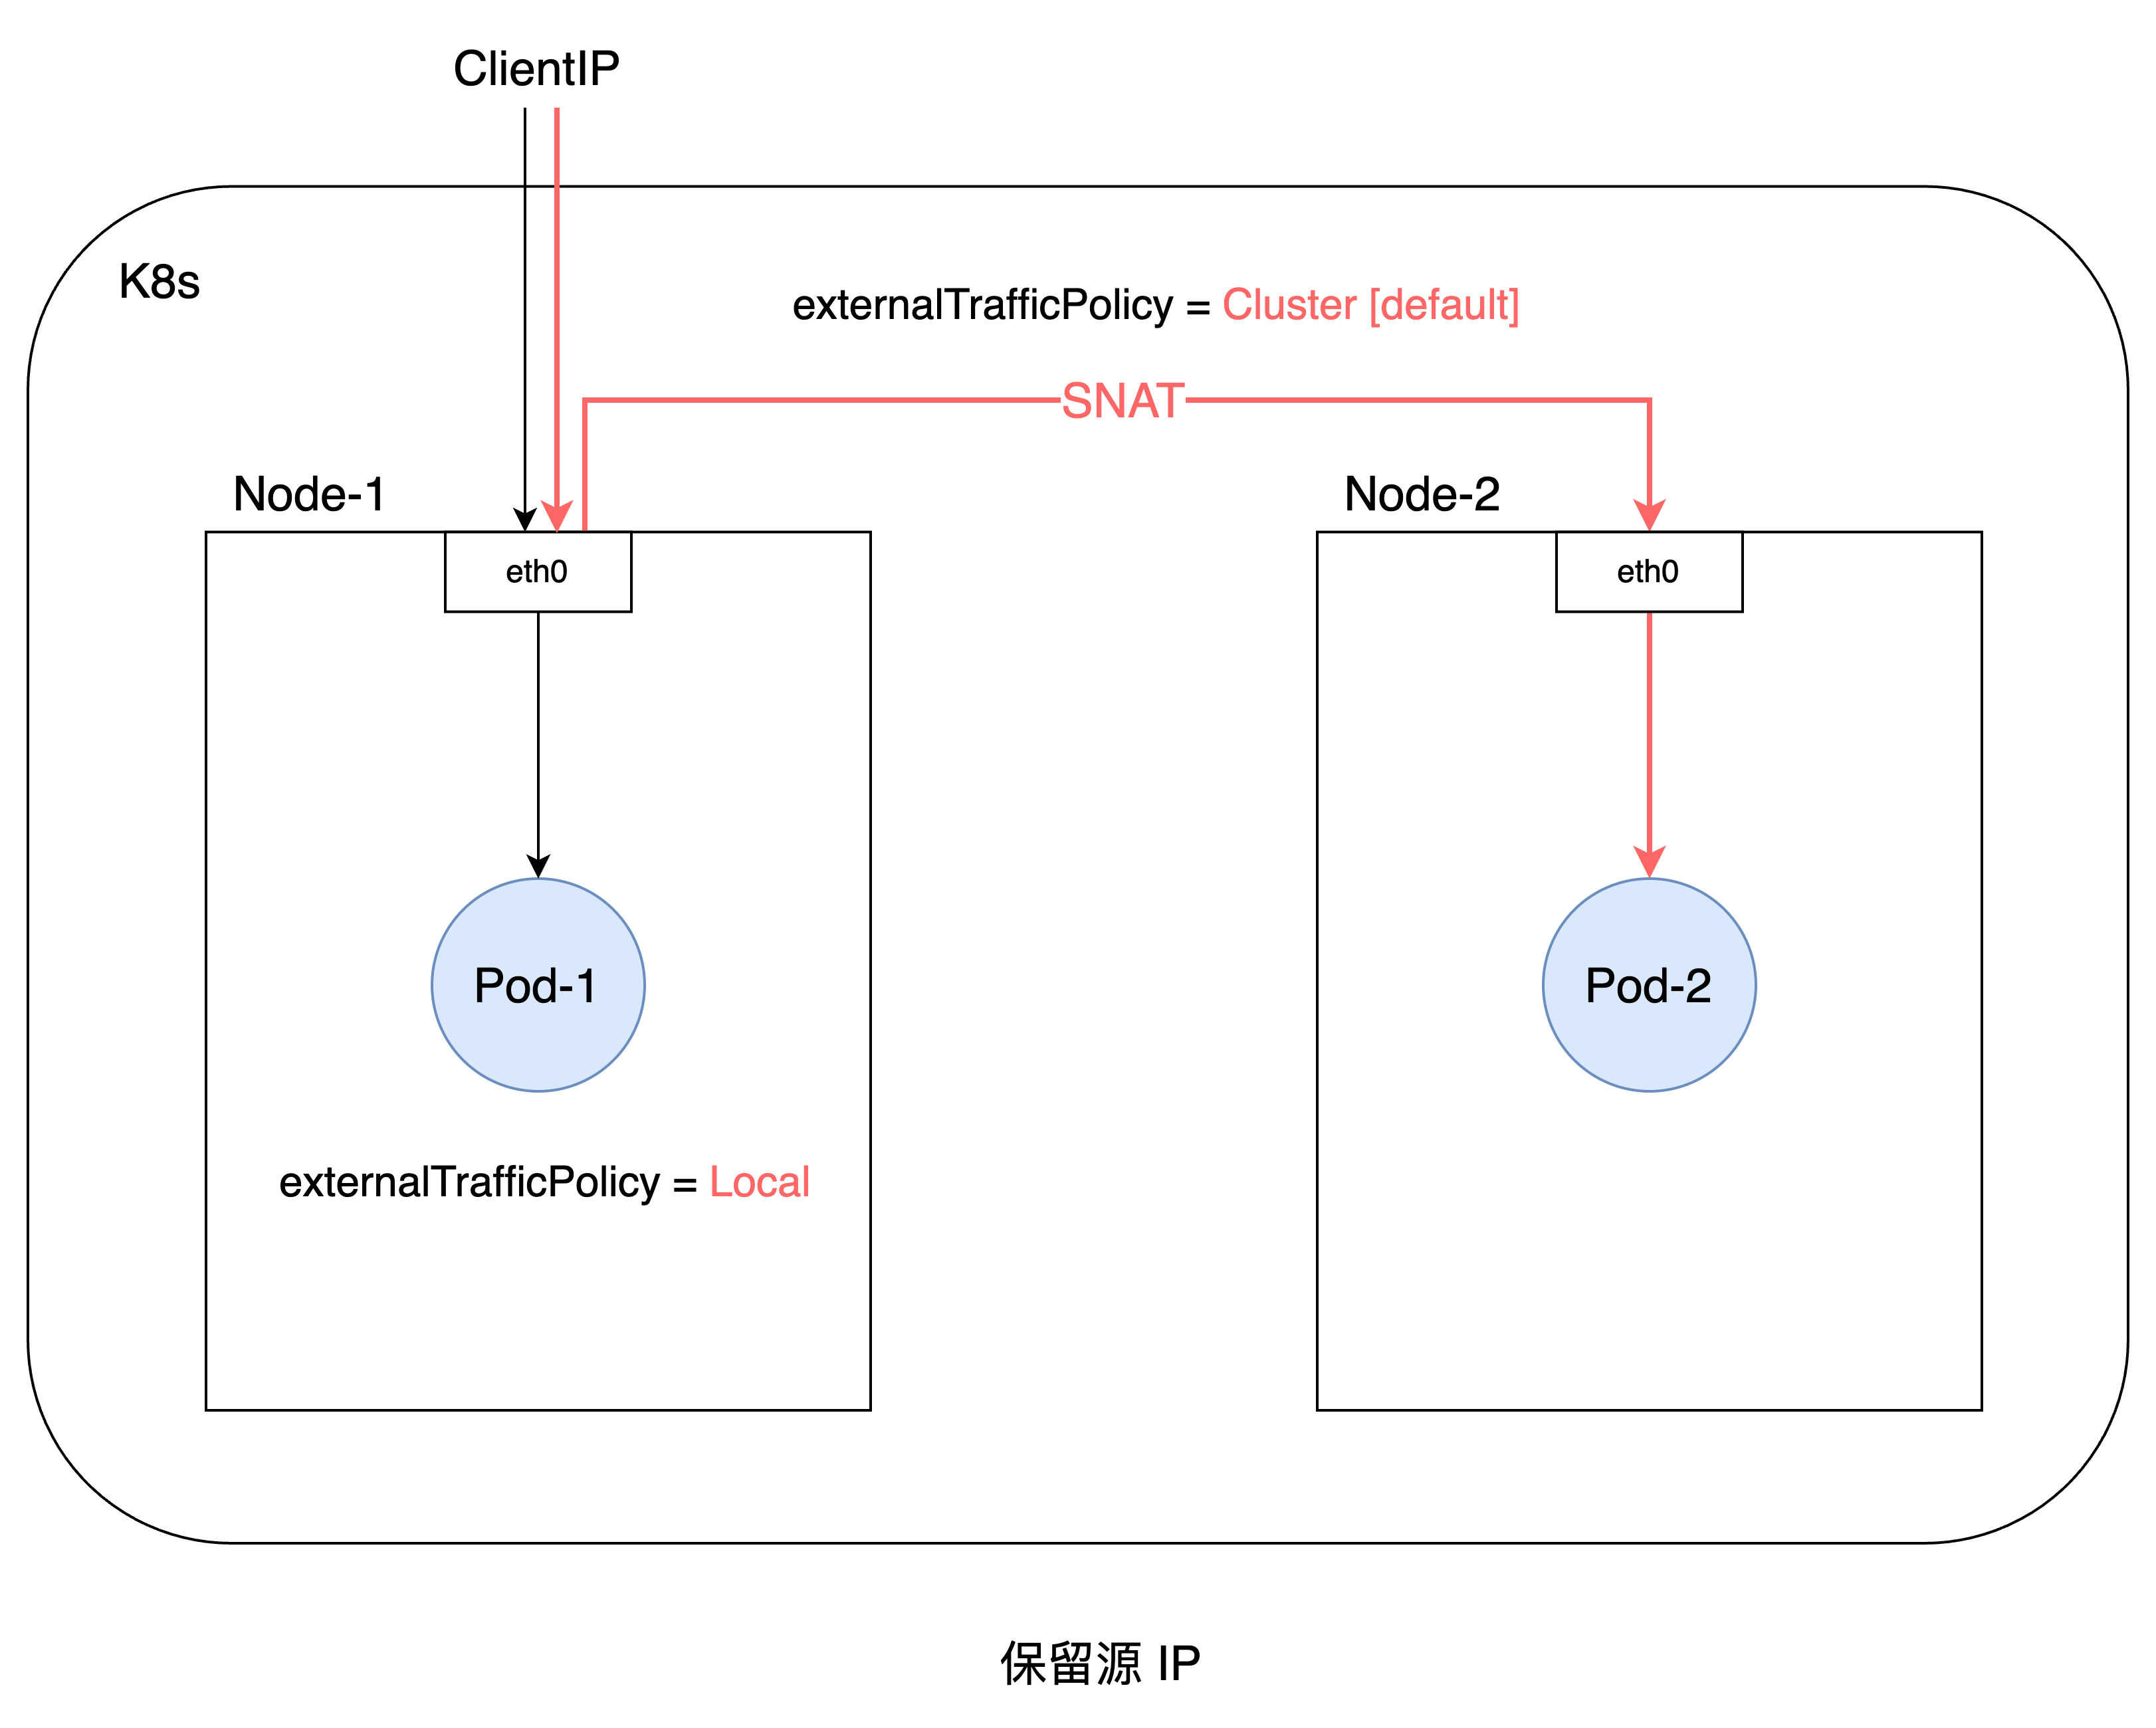 ClientIP
K8s
externalTrafficPolicy = Cluster [default]
SNAT
Node-1
Node-2
eth0
eth0
Pod-1
Pod-2
externalTrafficPolicy = Local
保留源 IP